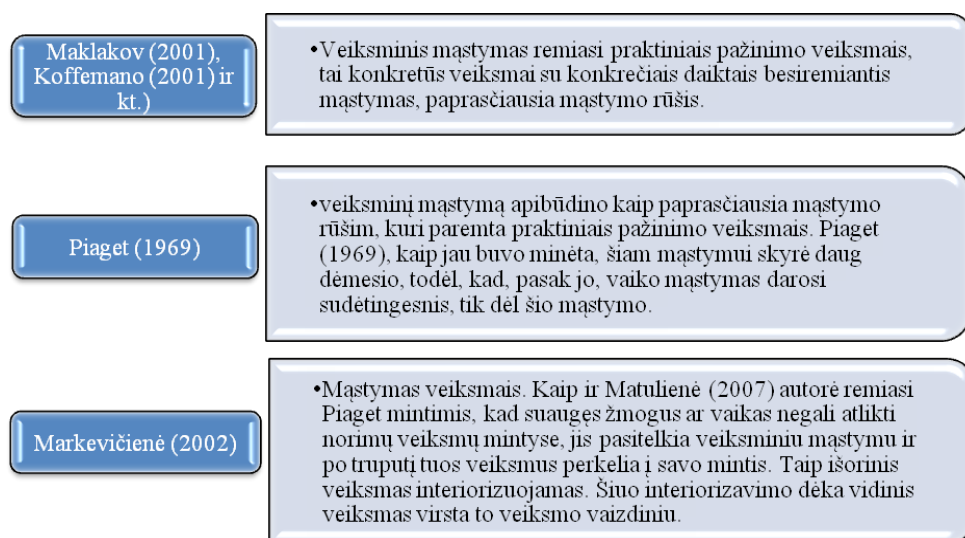 Maklakov (2001),
Koffemano (2001) ir
kt.)
•Veiksminis mąstymas remiasi praktiniais pažinimo veiksmais,
tai konkretūs veiksmai su konkrečiais daiktais besiremiantis
mąstymas, paprasčiausia mąstymo rūšis.
Piaget (1969)
•veiksminį mąstymą apibūdino kaip paprasčiausia mąstymo
rūšim, kuri paremta praktiniais pažinimo veiksmais. Piaget
(1969), kaip jau buvo minėta, šiam mąstymui skyrė daug
dėmesio, todėl, kad, pasak jo, vaiko mąstymas darosi
sudėtingesnis, tik dėl šio mąstymo.
Markevičienė (2002)
•Mąstymas veiksmais. Kaip ir Matulienė (2007) autorė remiasi
Piaget mintimis, kad suaugęs žmogus ar vaikas negali atlikti
norimų veiksmų mintyse, jis pasitelkia veiksminiu mąstymu ir
po truputį tuos veiksmus perkelia į savo mintis. Taip išorinis
veiksmas interiorizuojamas. Šiuo interiorizavimo dėka vidinis
veiksmas virsta to veiksmo vaizdiniu.